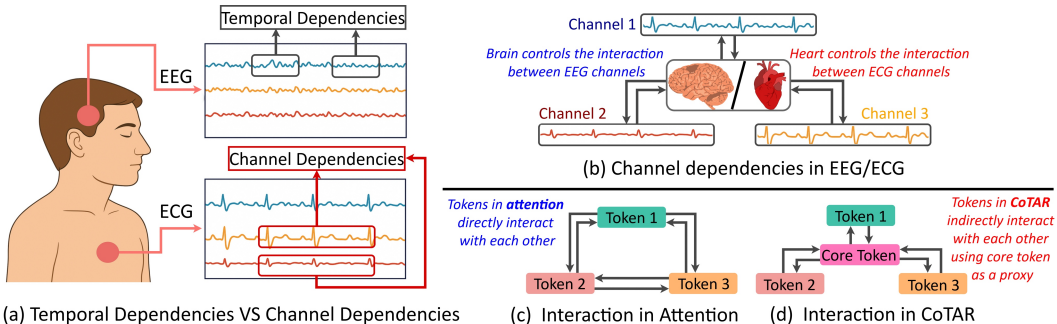 Temporal Dependencies
EEG
Channel Dependencies
ECG
(a) Temporal Dependencies VS Channel Dependencies
Channel 1
Brain controls the interaction
between EEG channels
Heart controls the interaction
between ECG channels
Channel 2
Channel 3
(b) Channel dependencies in EEG/ECG
Tokens in attention
directly interact
with each other
Token 1
Token 2
Token 3
(c) Interaction in Attention
Token 1
Core Token
Token 2
Token 3
Tokens in CoTAR
indirectly interact
with each other
using core token
as a proxy
(d) Interaction in CoTAR